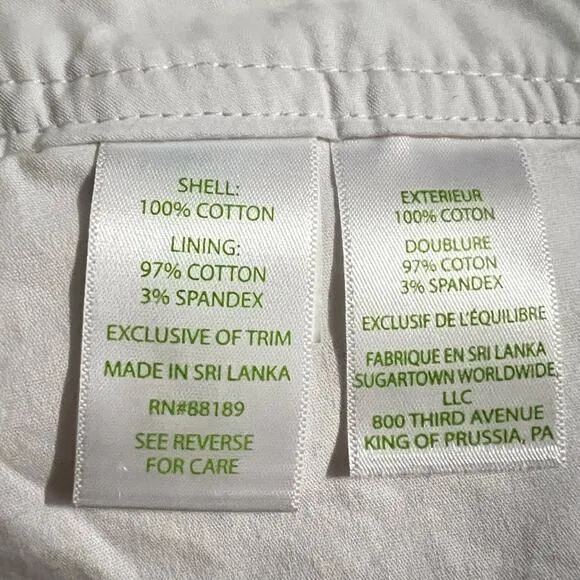 SHELL:
100% COTTON
LINING:
97% COTTON
3% SPANDEX
EXCLUSIVE OF TRIM
MADE IN SRI LANKA
RN#88189
SEE REVERSE
FOR CARE
EXTERIEUR
100% COTON
DOUBLURE
97% COTON
3% SPANDEX
EXCLUSIF DE L'ÉQUILIBRE
FABRIQUE EN SRI LANKA
SUGARTOWN WORLDWIDE
LLC
800 THIRD AVENUE
KING OF PRUSSIA, PA